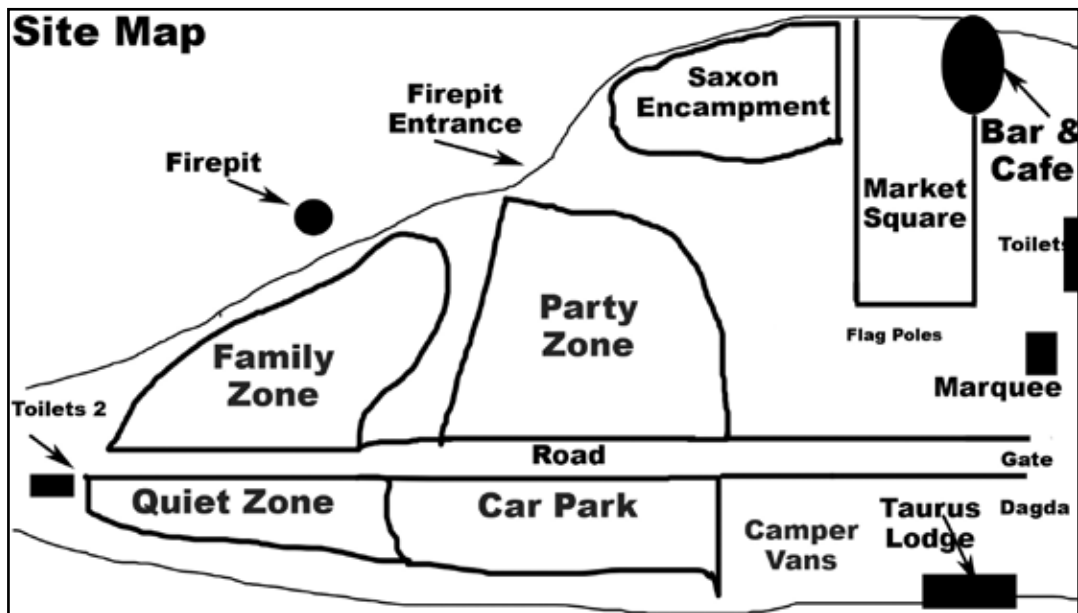 Site Map
Saxon
Encampment
Firepit
Entrance
Bar &
Cafe
Firepit
Market
Square
Toilets
Party
Zone
Flag Poles
Family
Zone
Marquee
Toilets 2
Road
Gate
Quiet Zone
Car Park
Taurus
Lodge
Dagda
Camper
Vans